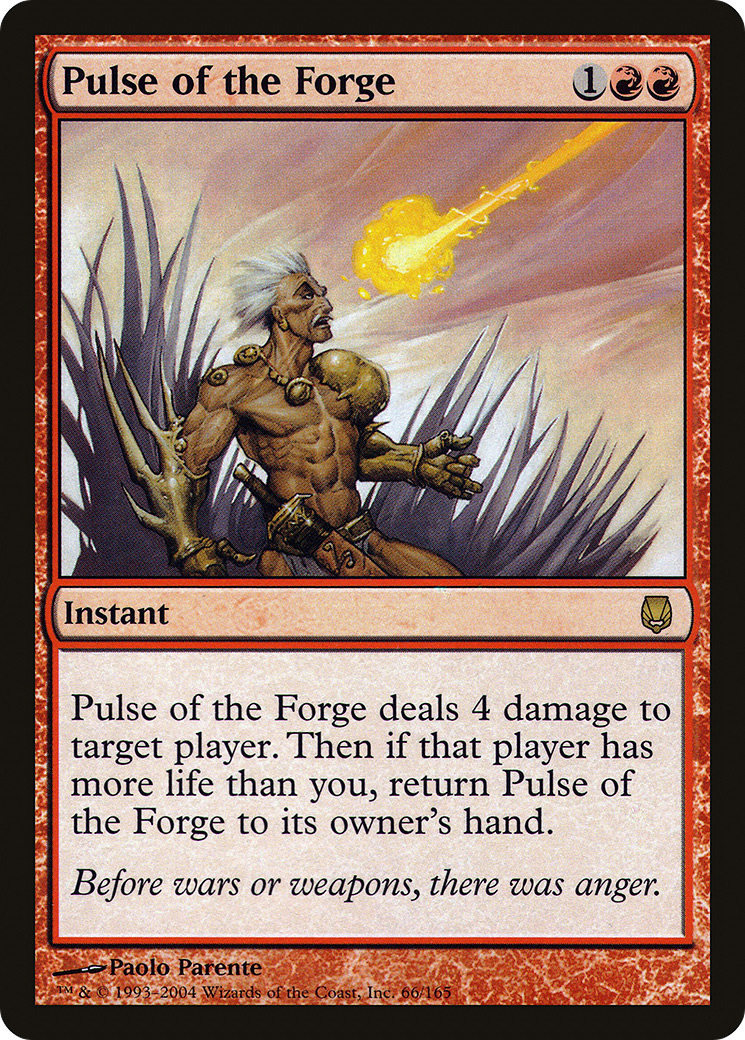 Pulse of the Forge 1
Instant
Pulse of the Forge deals 4 damage to
target player. Then if that player has
more life than you, return Pulse of
the Forge to its owner's hand.
Before wars or weapons, there was anger.
Paolo Parente
™ & © 1993–2004 Wizards of the Coast, Inc. 66/165